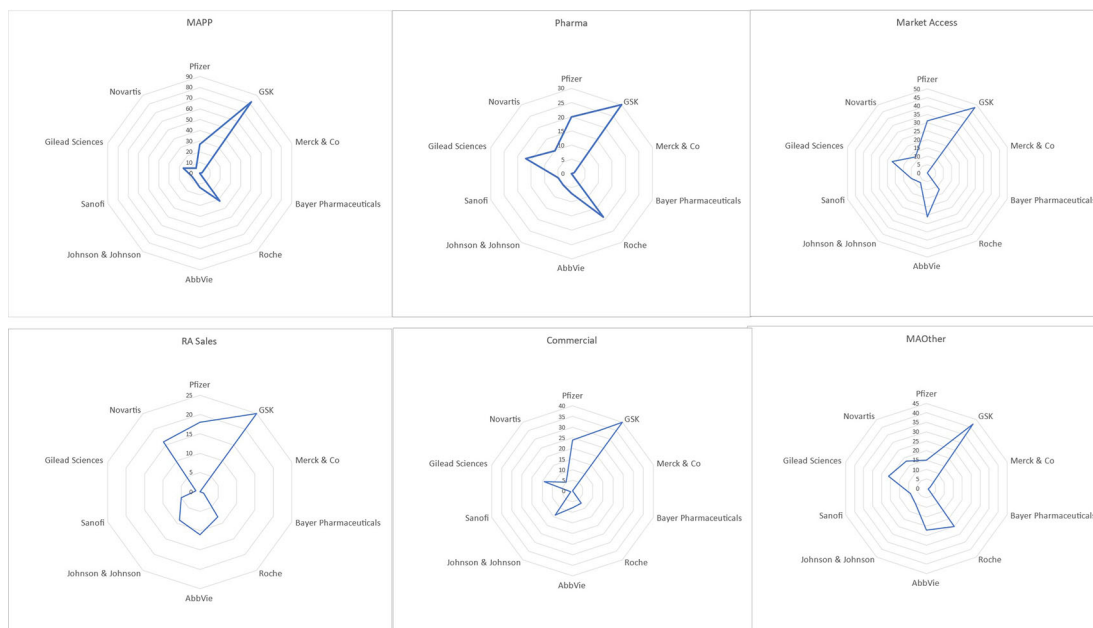 MAPP
Pfizer
90
80
70
60
50
40
30
20
10
0
GSK
Merck & Co
Bayer Pharmaceuticals
Roche
AbbVie
Johnson & Johnson
Sanofi
Gilead Sciences
Novartis
Pharma
Pfizer
30
25
20
15
10
5
0
GSK
Merck & Co
Bayer Pharmaceuticals
Roche
AbbVie
Johnson & Johnson
Sanofi
Gilead Sciences
Novartis
Market Access
Pfizer
50
45
40
35
30
25
20
15
10
5
0
GSK
Merck & Co
Bayer Pharmaceuticals
Roche
AbbVie
Johnson & Johnson
Sanofi
Gilead Sciences
Novartis
RA Sales
Pfizer
25
20
15
10
5
0
GSK
Merck & Co
Bayer Pharmaceuticals
Roche
AbbVie
Johnson & Johnson
Sanofi
Gilead Sciences
Novartis
Commercial
Pfizer
40
35
30
25
20
15
10
5
0
GSK
Merck & Co
Bayer Pharmaceuticals
Roche
AbbVie
Johnson & Johnson
Sanofi
Gilead Sciences
Novartis
MAOther
Pfizer
45
40
35
30
25
20
15
10
5
0
GSK
Merck & Co
Bayer Pharmaceuticals
Roche
AbbVie
Johnson & Johnson
Sanofi
Gilead Sciences
Novartis